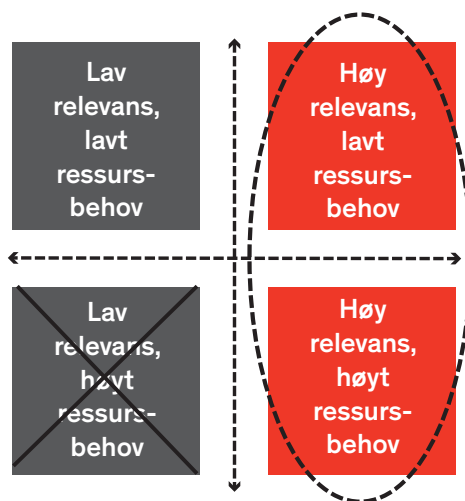 Lav
relevans,
lavt
ressurs-
behov
Høy
relevans,
lavt
ressurs-
behov
Lav
relevans,
høyt
ressurs-
behov
Høy
relevans,
høyt
ressurs-
behov